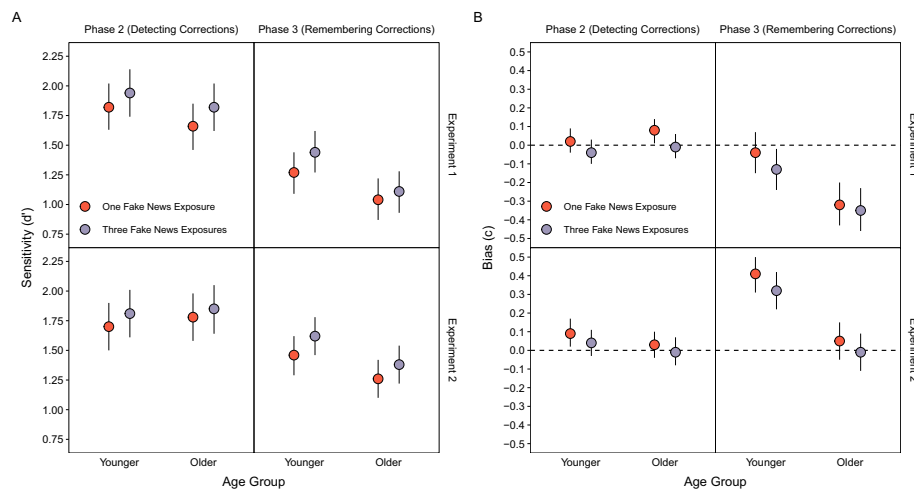 A
Phase 2 (Detecting Corrections)
Phase 3 (Remembering Corrections)
2.25
2.00
1.75
1.50
1.25
1.00
0.75
One Fake News Exposure
Three Fake News Exposures
Experiment 1
2.25
2.00
1.75
1.50
1.25
1.00
0.75
Experiment 2
Sensitivity (d')
Younger
Older
Younger
Older
Age Group
B
Phase 2 (Detecting Corrections)
Phase 3 (Remembering Corrections)
0.5
0.4
0.3
0.2
0.1
0.0
−0.1
−0.2
−0.3
−0.4
−0.5
One Fake News Exposure
Three Fake News Exposures
Experiment 1
0.5
0.4
0.3
0.2
0.1
0.0
−0.1
−0.2
−0.3
−0.4
−0.5
Experiment 2
Bias (c)
Younger
Older
Younger
Older
Age Group